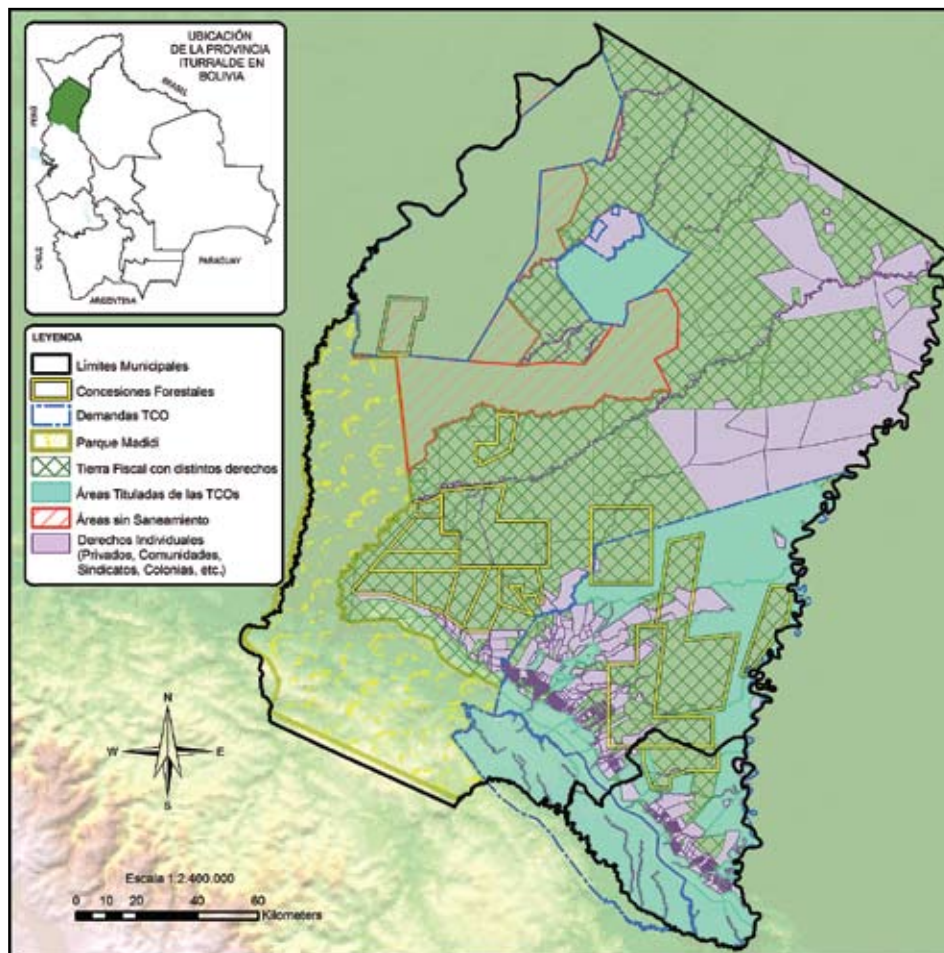 UBICACIÓN
DE LA PROVINCIA
ITURRALDE EN
BOLIVIA
BRASIL
PERÚ
CHILE
PARAGUAY
ARGENTINA
LEYENDA
Límites Municipales
Concesiones Forestales
Demandas TCO
Parque Madidi
Tierra Fiscal con distintos derechos
Áreas Tituladas de las TCOs
Áreas sin Saneamiento
Derechos Individuales
(Privados, Comunidades,
Sindicatos, Colonias, etc.)
N
W
E
S
Escala 1:2.400.000
0 10 20 40 60
Kilometers